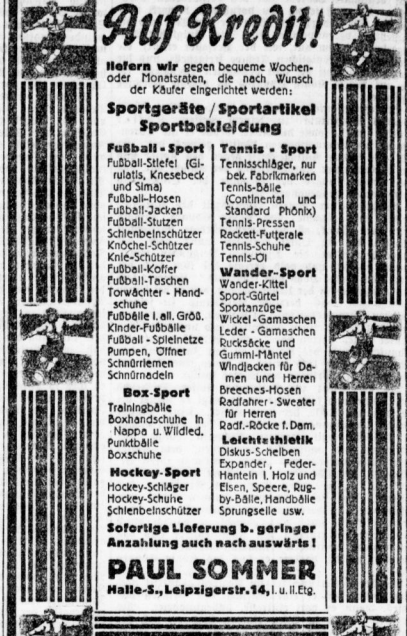 Auf Kredit!
liefern wir gegen bequeme Wochen-
oder Monatsraten, die nach Wunsch
der Käufer eingerichtet werden:
Sportgeräte / Sportartikel
Sportbekleidung
Fußball - Sport
Fußball-Stiefel (Gi-
rulatis, Knesebeck
und Sima)
Fußball-Hosen
Fußball-Jacken
Fußball-Stutzen
Schienbeinschützer
Knöchel-Schützer
Knie-Schützer
Fußball-Koffer
Fußball-Taschen
Torwächter - Hand-
schuhe
Fußbälle i. all. Größ.
Kinder-Fußbälle
Fußball - Spielnetze
Pumpen, Öffner
Schnürriemen
Schnürnadeln
Box-Sport
Trainingbälle
Boxhandschuhe in
Nappa u. Wildled.
Punktbälle
Boxschuhe
Hockey-Sport
Hockey-Schläger
Hockey-Schuhe
Schienbeinschützer
Tennis - Sport
Tennisschläger, nur
bek. Fabrikmarken
Tennis-Bälle
(Continental und
Standard Phönix)
Tennis-Pressen
Rackett-Futterale
Tennis-Schuhe
Tennis-Öl
Wander-Sport
Wander-Kittel
Sport-Gürtel
Sportanzüge
Wickel - Gamaschen
Leder - Gamaschen
Rucksäcke und
Gummi-Mäntel
Windjacken für Da-
men und Herren
Breeches-Hosen
Radfahrer - Sweater
für Herren
Radf.-Röcke f. Dam.
Leichtathletik
Diskus-Scheiben
Expander, Feder-
Hanteln i. Holz und
Eisen, Speere, Rug-
by-Bälle, Handbälle
Sprungseile usw.
Sofortige Lieferung b. geringer
Anzahlung auch nach auswärts!
PAUL SOMMER
Halle-S., Leipzigerstr. 14, I. u. II. Etg.